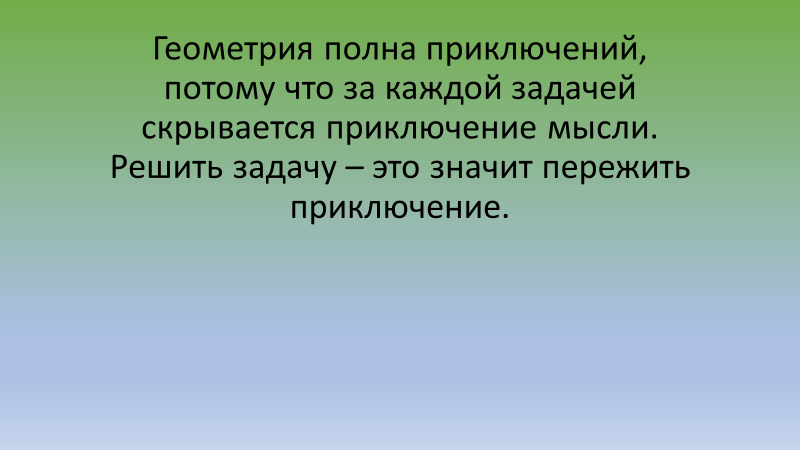 Геометрия полна приключений,
потому что за каждой задачей
скрывается приключение мысли.
Решить задачу – это значит пережить
приключение.